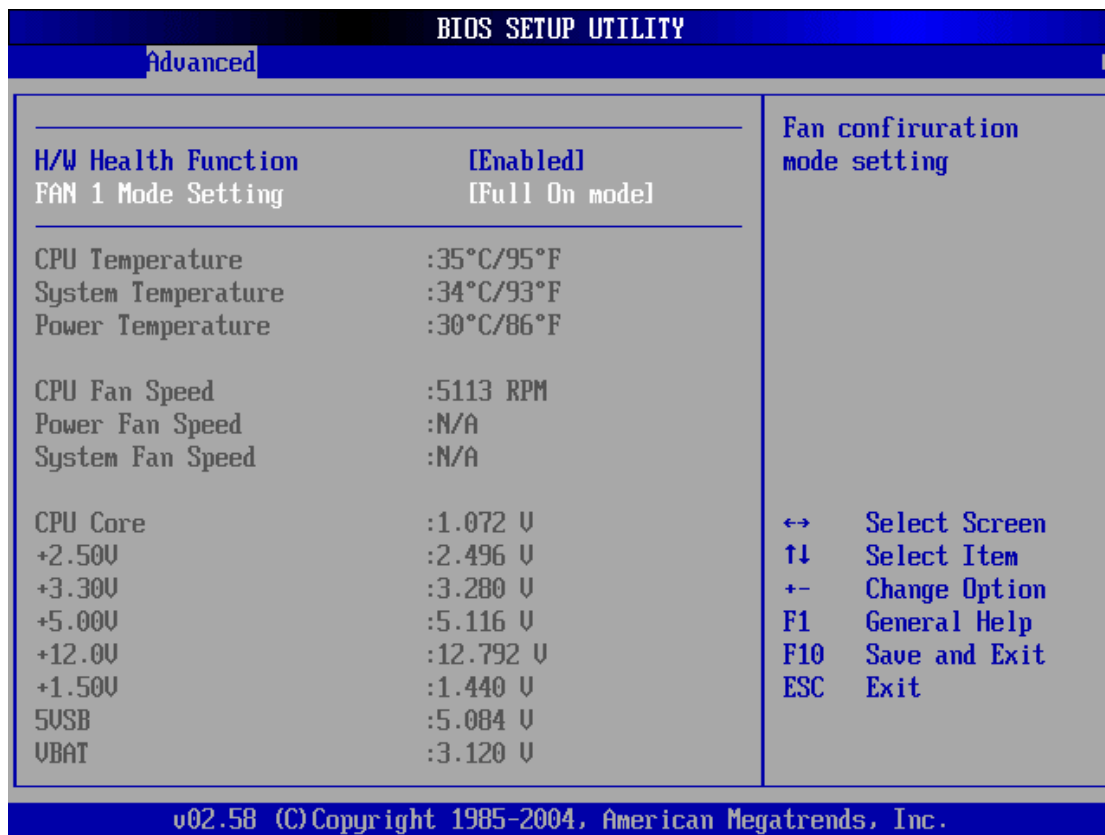 BIOS SETUP UTILITY
Advanced
H/W Health Function [Enabled]
FAN 1 Mode Setting [Full On mode]
CPU Temperature :35°C/95°F
System Temperature :34°C/93°F
Power Temperature :30°C/86°F
CPU Fan Speed :5113 RPM
Power Fan Speed :N/A
System Fan Speed :N/A
CPU Core :1.072 V
+2.50V :2.496 V
+3.30V :3.280 V
+5.00V :5.116 V
+12.0V :12.792 V
+1.50V :1.440 V
5VSB :5.084 V
VBAT :3.120 V
Fan confiruration
mode setting
↔ Select Screen
↑↓ Select Item
+- Change Option
F1 General Help
F10 Save and Exit
ESC Exit
v02.58 (C)Copyright 1985-2004, American Megatrends, Inc.